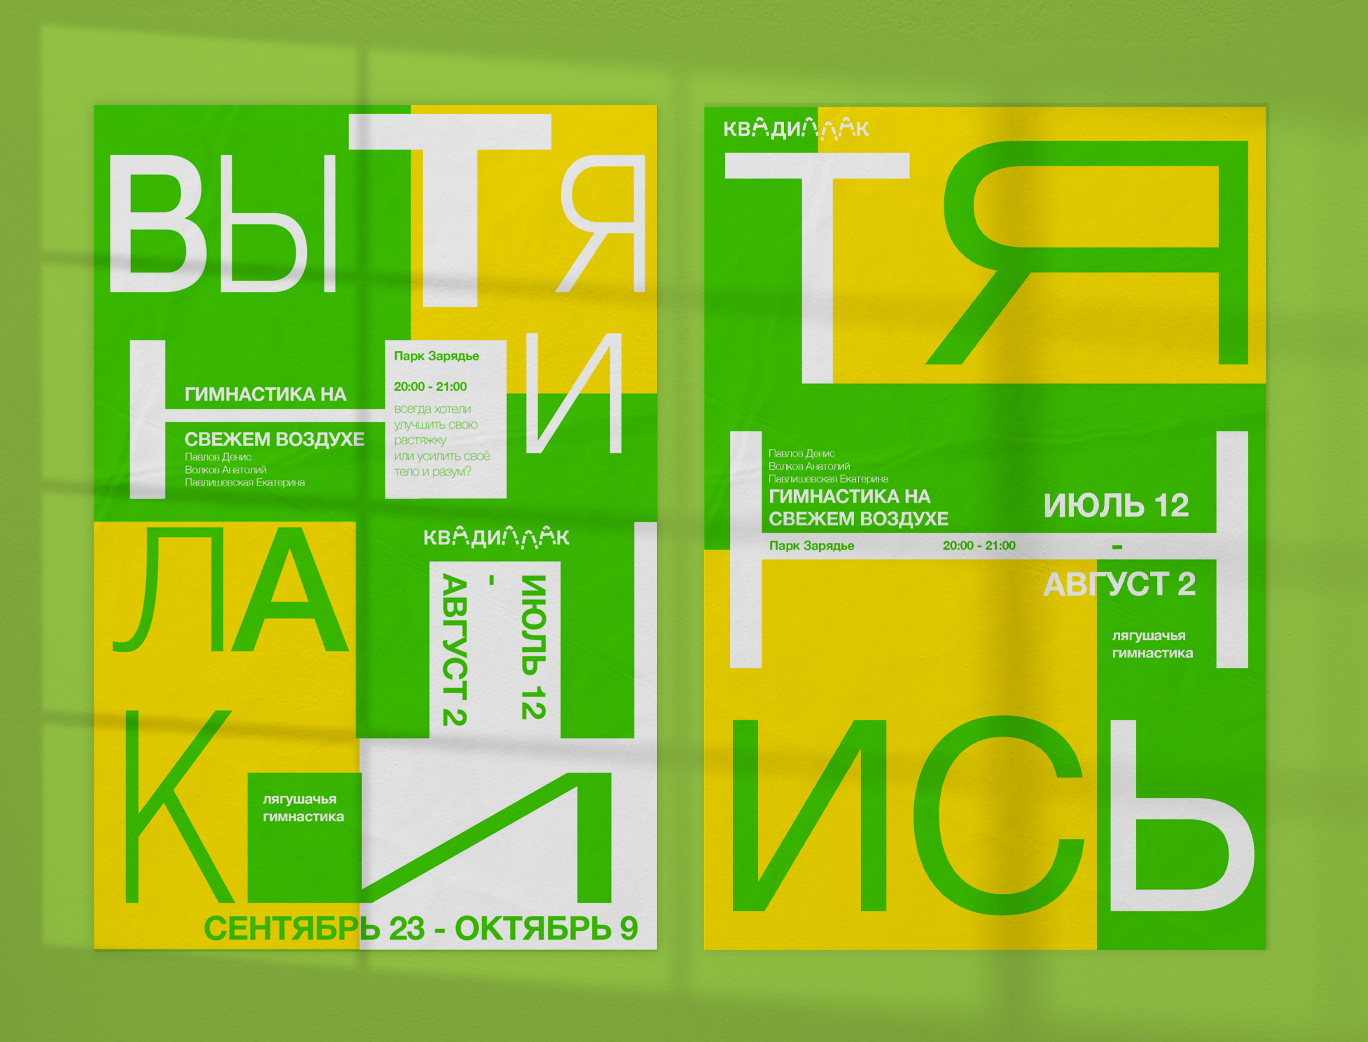 ВЫТЯ
Н
И
ГИМНАСТИКА НА
СВЕЖЕМ ВОЗДУХЕ
Павлов Денис
Волков Анатолий
Павлишевская Екатерина
Парк Зарядье
20:00 - 21:00
всегда хотели
улучшить свою
растяжку
или усилить своё
тело и разум?
ЛА
П
КВАДИЛЛАК
ИЮЛЬ 12
-
АВГУСТ 2
КИ
лягушачья
гимнастика
СЕНТЯБРЬ 23 - ОКТЯБРЬ 9
КВАДИЛЛАК
ТЯ
Н
Павлов Денис
Волков Анатолий
Павлишевская Екатерина
ГИМНАСТИКА НА
СВЕЖЕМ ВОЗДУХЕ
ИЮЛЬ 12
Парк Зарядье 20:00 - 21:00 -
АВГУСТ 2
лягушачья
гимнастика
ИСЬ